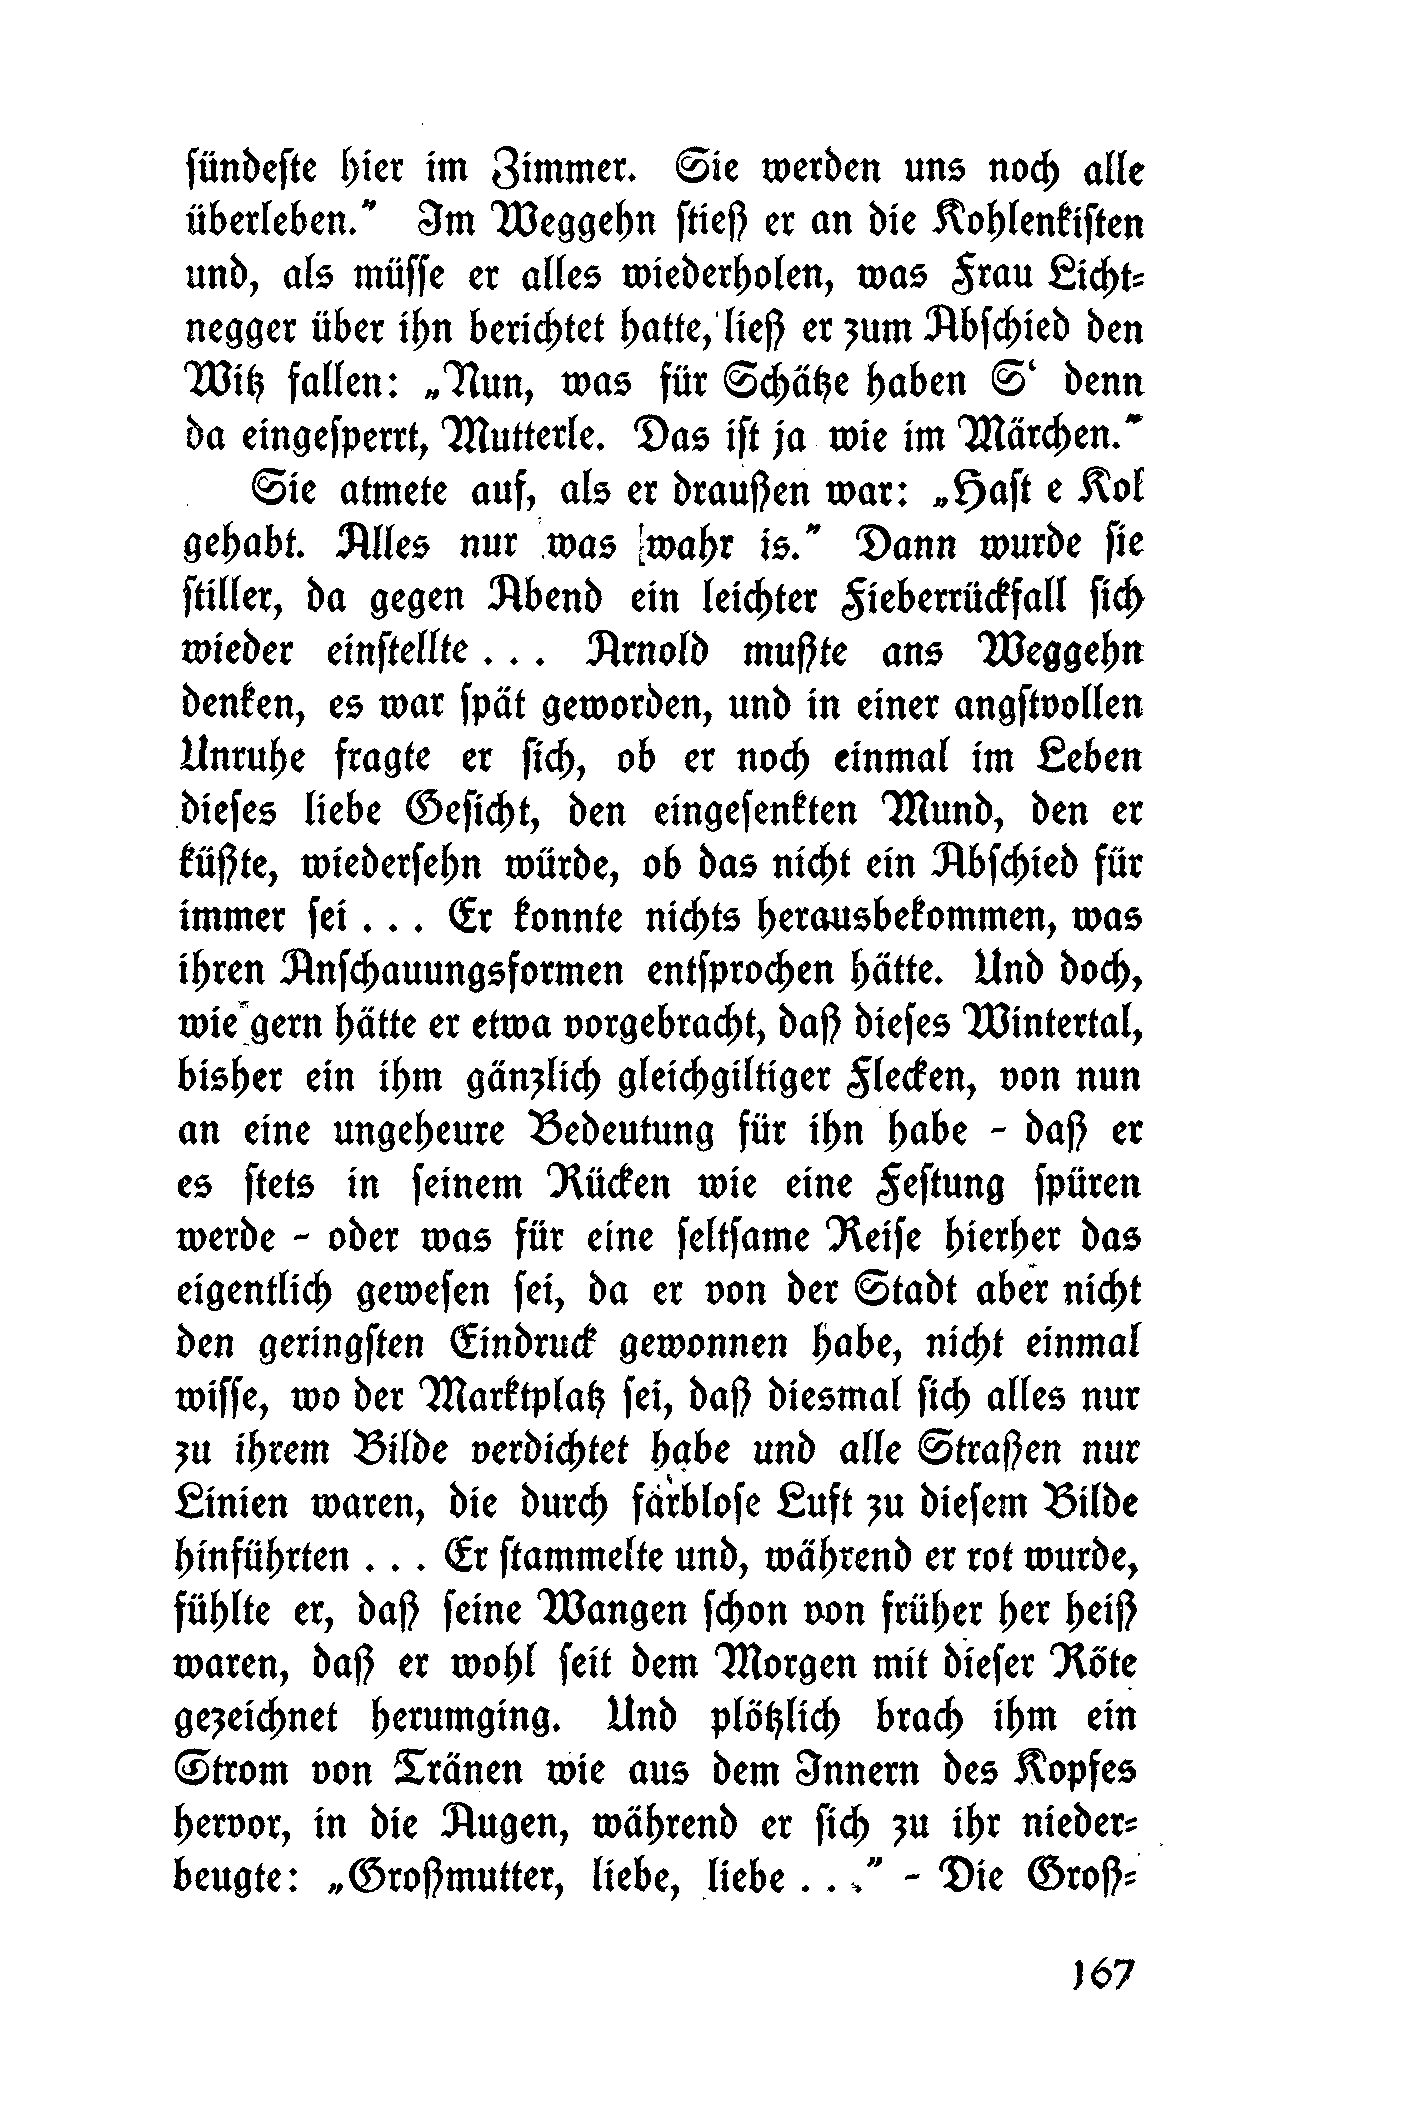 sündeste hier im Zimmer. Sie werden uns noch alle
überleben.” Im Weggehn stieß er an die Kohlenkisten
und, als müsse er alles wiederholen, was Frau Licht-
negger über ihn berichtet hatte, ließ er zum Abschied den
Witz fallen: „Nun, was für Schätze haben S‘ denn
da eingesperrt, Mutterle. Das ist ja wie im Märchen.”
Sie atmete auf, als er draußen war: „Hast e Kol
gehabt. Alles nur was wahr is.” Dann wurde sie
stiller, da gegen Abend ein leichter Fieberrückfall sich
wieder einstellte . . . Arnold mußte ans Weggehn
denken, es war spät geworden, und in einer angstvollen
Unruhe fragte er sich, ob er noch einmal im Leben
dieses liebe Gesicht, den eingesenkten Mund, den er
küßte, wiedersehn würde, ob das nicht ein Abschied für
immer sei . . . Er konnte nichts herausbekommen, was
ihren Anschauungsformen entsprochen hätte. Und doch,
wie gern hätte er etwa vorgebracht, daß dieses Wintertal,
bisher ein ihm gänzlich gleichgiltiger Flecken, von nun
an eine ungeheure Bedeutung für ihn habe - daß er
es stets in seinem Rücken wie eine Festung spüren
werde - oder was für eine seltsame Reise hierher das
eigentlich gewesen sei, da er von der Stadt aber nicht
den geringsten Eindruck gewonnen habe, nicht einmal
wisse, wo der Marktplatz sei, daß diesmal sich alles nur
zu ihrem Bilde verdichtet habe und alle Straßen nur
Linien waren, die durch farblose Luft zu diesem Bilde
hinführten . . . Er stammelte und, während er rot wurde,
fühlte er, daß seine Wangen schon von früher her heiß
waren, daß er wohl seit dem Morgen mit dieser Röte
gezeichnet herumging. Und plötzlich brach ihm ein
Strom von Tränen wie aus dem Innern des Kopfes
hervor, in die Augen, während er sich zu ihr nieder-
beugte: „Großmutter, liebe, liebe . . .” - Die Groß-
167